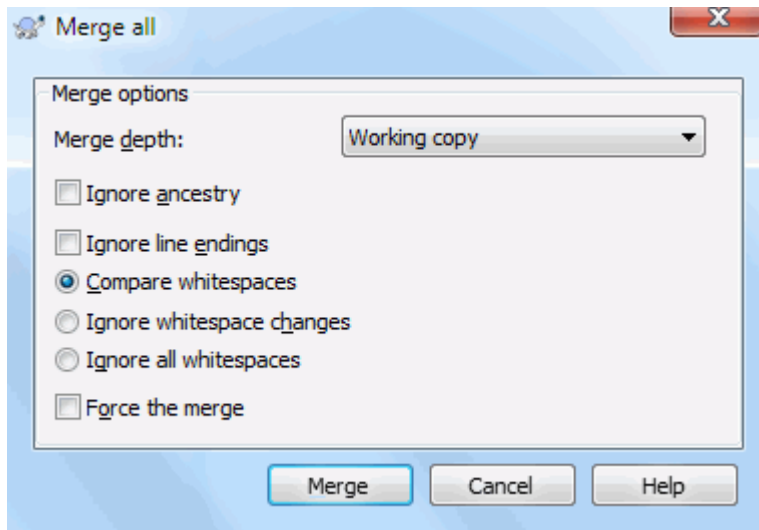 Merge all
Merge options
Merge depth: Working copy
Ignore ancestry
Ignore line endings
Compare whitespaces
Ignore whitespace changes
Ignore all whitespaces
Force the merge
Merge Cancel Help